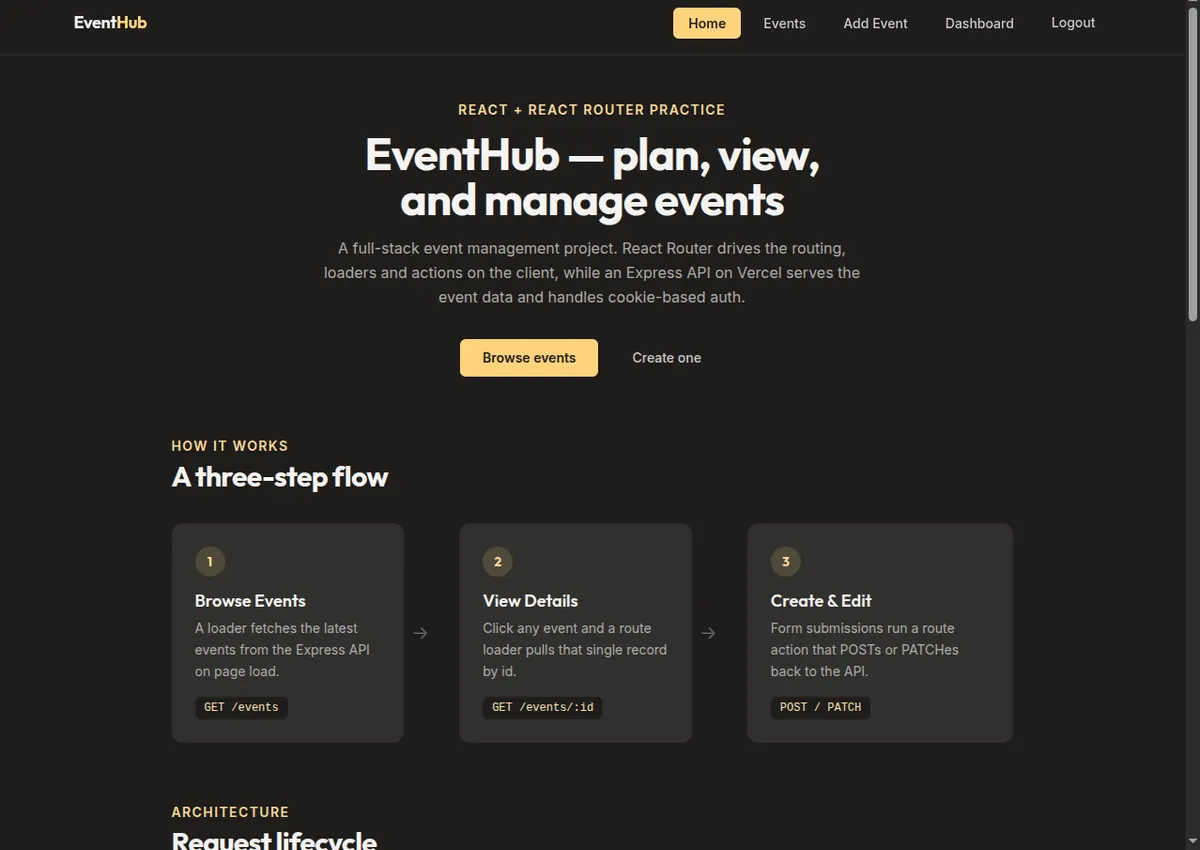 EventHub
Home
Events
Add Event
Dashboard
Logout
REACT + REACT ROUTER PRACTICE
EventHub — plan, view,
and manage events
A full-stack event management project. React Router drives the routing,
loaders and actions on the client, while an Express API on Vercel serves the
event data and handles cookie-based auth.
Browse events
Create one
HOW IT WORKS
A three-step flow
1
Browse Events
A loader fetches the latest
events from the Express API
on page load.
GET /events
→
2
View Details
Click any event and a route
loader pulls that single record
by id.
GET /events/:id
→
3
Create & Edit
Form submissions run a route
action that POSTs or PATCHes
back to the API.
POST / PATCH
ARCHITECTURE
Request lifecycle